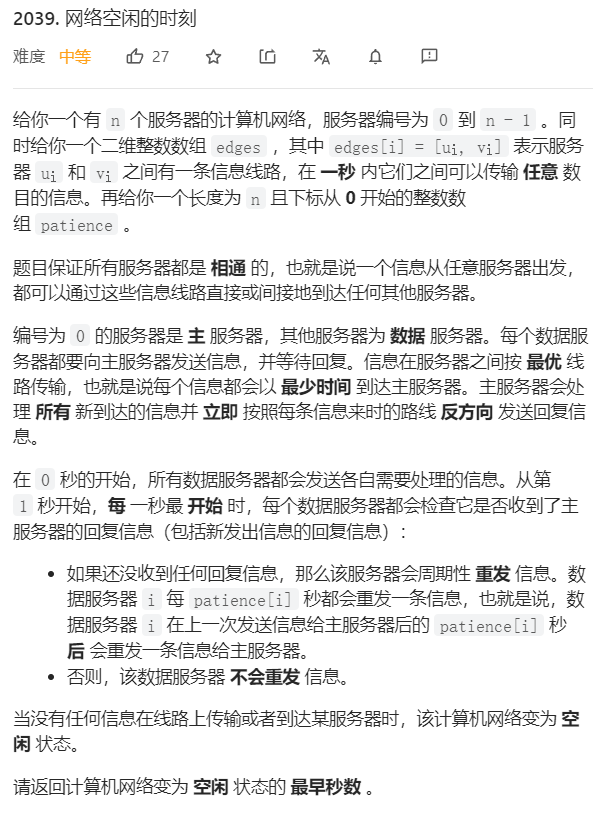 2039. 网络空闲的时刻
难度 中等 27
给你一个有 n 个服务器的计算机网络，服务器编号为 0 到 n - 1 。同
时给你一个二维整数数组 edges ，其中 edges[i] = [ui, vi] 表示服务
器 ui 和 vi 之间有一条信息线路，在 一秒 内它们之间可以传输 任意 数
目的信息。再给你一个长度为 n 且下标从 0 开始的整数数
组 patience 。
题目保证所有服务器都是 相通 的，也就是说一个信息从任意服务器出发，
都可以通过这些信息线路直接或间接地到达任何其他服务器。
编号为 0 的服务器是 主 服务器，其他服务器为 数据 服务器。每个数据服
务器都要向主服务器发送信息，并等待回复。信息在服务器之间按 最优 线
路传输，也就是说每个信息都会以 最少时间 到达主服务器。主服务器会处
理 所有 新到达的信息并 立即 按照每条信息来时的路线 反方向 发送回复信
息。
在 0 秒的开始，所有数据服务器都会发送各自需要处理的信息。从第
1 秒开始，每 一秒最 开始 时，每个数据服务器都会检查它是否收到了主
服务器的回复信息（包括新发出信息的回复信息）：
• 如果还没收到任何回复信息，那么该服务器会周期性 重发 信息。数
据服务器 i 每 patience[i] 秒都会重发一条信息，也就是说，数
据服务器 i 在上一次发送信息给主服务器后的 patience[i] 秒
后 会重发一条信息给主服务器。
• 否则，该数据服务器 不会重发 信息。
当没有任何信息在线路上传输或者到达某服务器时，该计算机网络变为 空
闲 状态。
请返回计算机网络变为 空闲 状态的 最早秒数 。